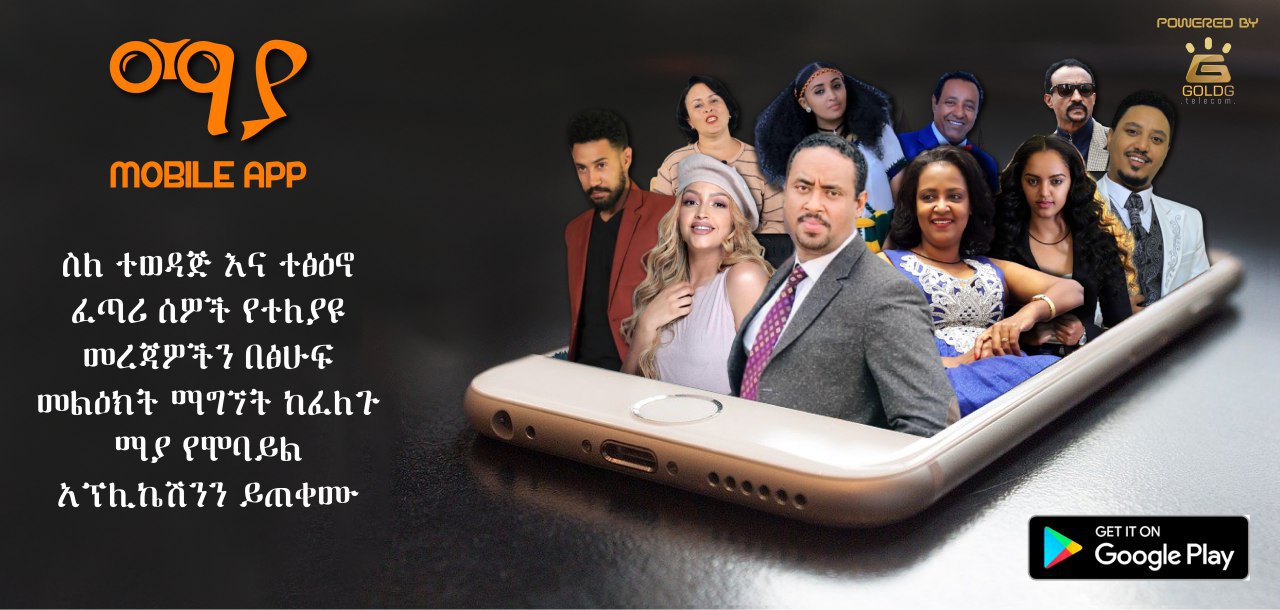 ማያ
MOBILE APP
ስለ ተወዳጅ እና ተፅዕኖ
ፈጣሪ ሰዎች የተለያዩ
መረጃዎችን በፅሁፍ
መልዕክት ማግኘት ከፈለጉ
ማያ የሞባይል
አፕሊኬሽንን ይጠቀሙ
POWERED BY
GOLDG
.telecom.
GET IT ON
Google Play